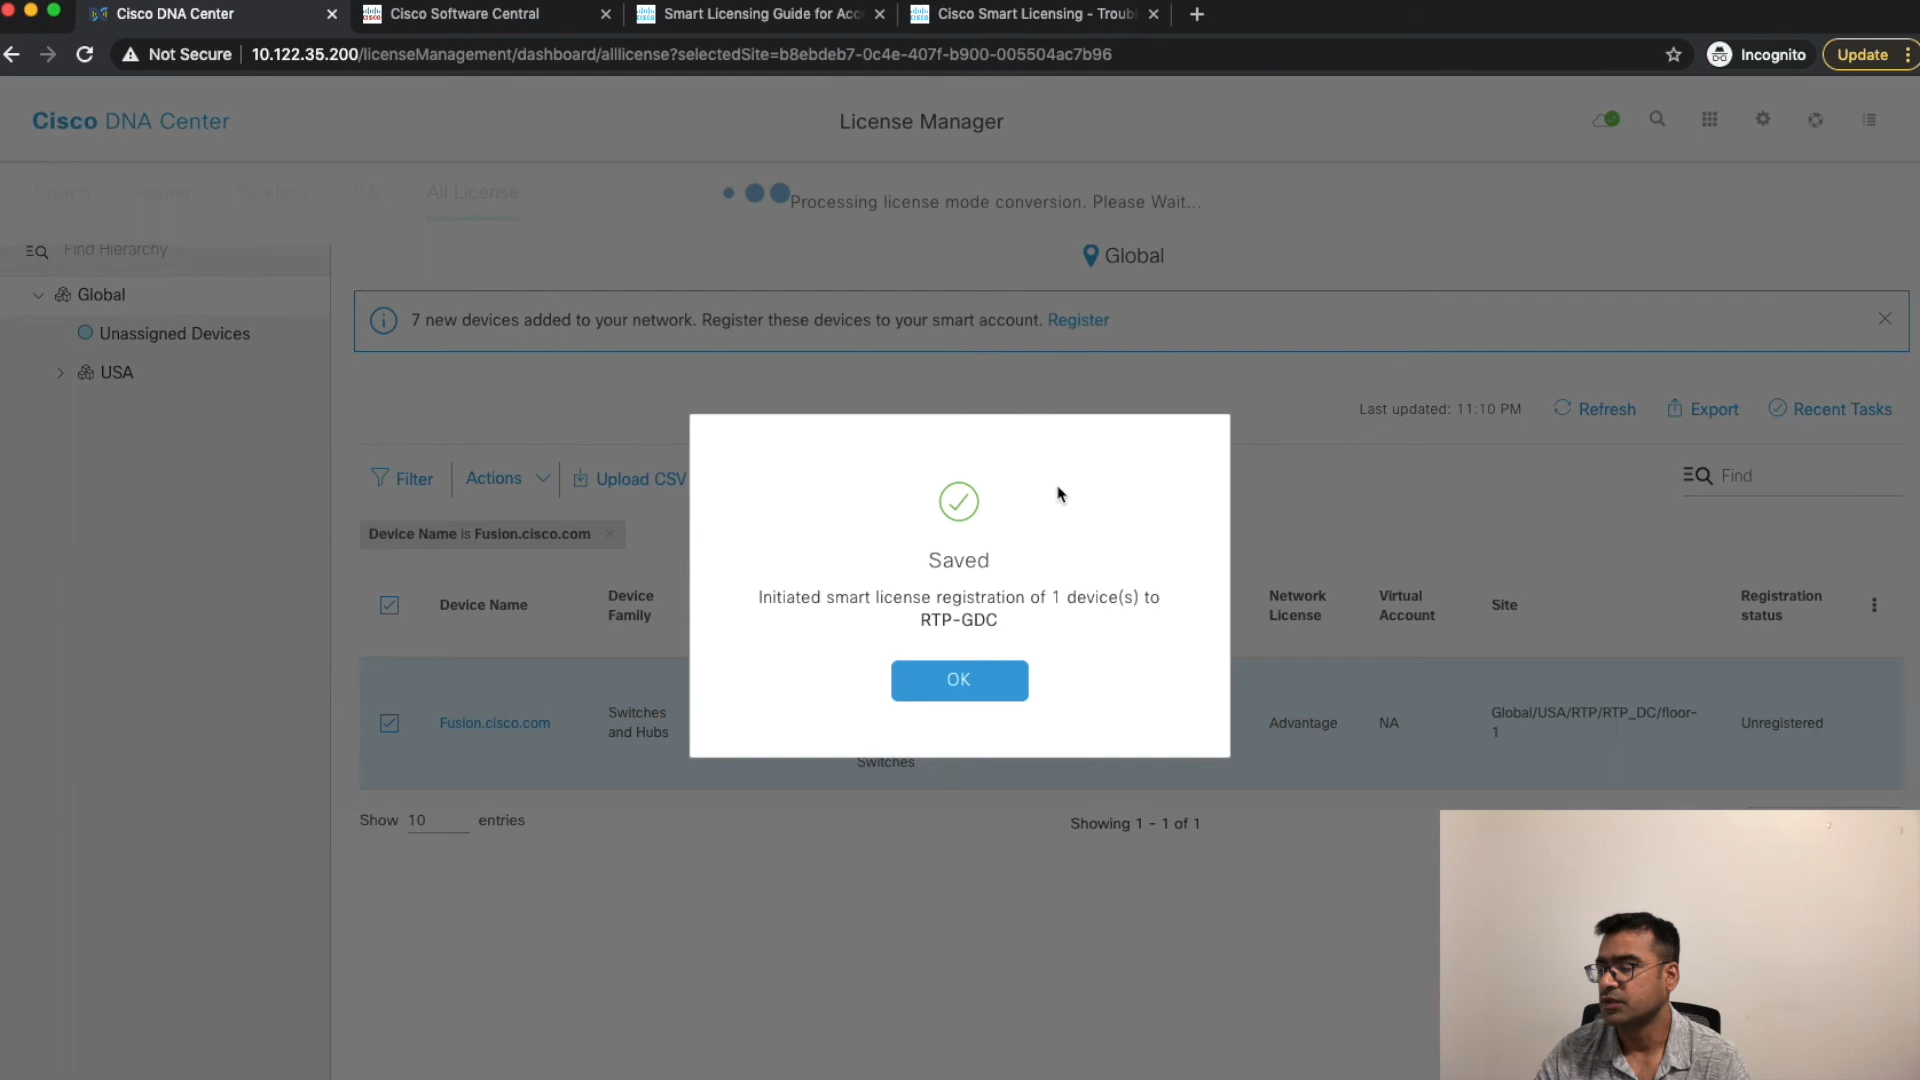 Cisco DNA Center
Cisco Software Central
Smart Licensing Guide for Acc
Cisco Smart Licensing - Troub
Not Secure
10.122.35.200/licenseManagement/dashboard/alllicense?selectedSite=b8ebdeb7-0c4e-407f-b900-005504ac7b96
Incognito
Update
Cisco DNA Center
License Manager
Switch
Router
Wireless
ISE
All License
Processing license mode conversion. Please Wait...
Find Hierarchy
Global
Global
Unassigned Devices
USA
7 new devices added to your network. Register these devices to your smart account. Register
Last updated: 11:10 PM
Refresh
Export
Recent Tasks
Filter
Actions
Upload CSV
Find
Device Name is Fusion.cisco.com
Saved
Initiated smart license registration of 1 device(s) to
RTP-GDC
OK
Device Name
Device
Family
Network
License
Virtual
Account
Site
Registration
status
Fusion.cisco.com
Switches
and Hubs
Switches
Advantage
NA
Global/USA/RTP/RTP_DC/floor-
1
Unregistered
Show 10 entries
Showing 1 - 1 of 1